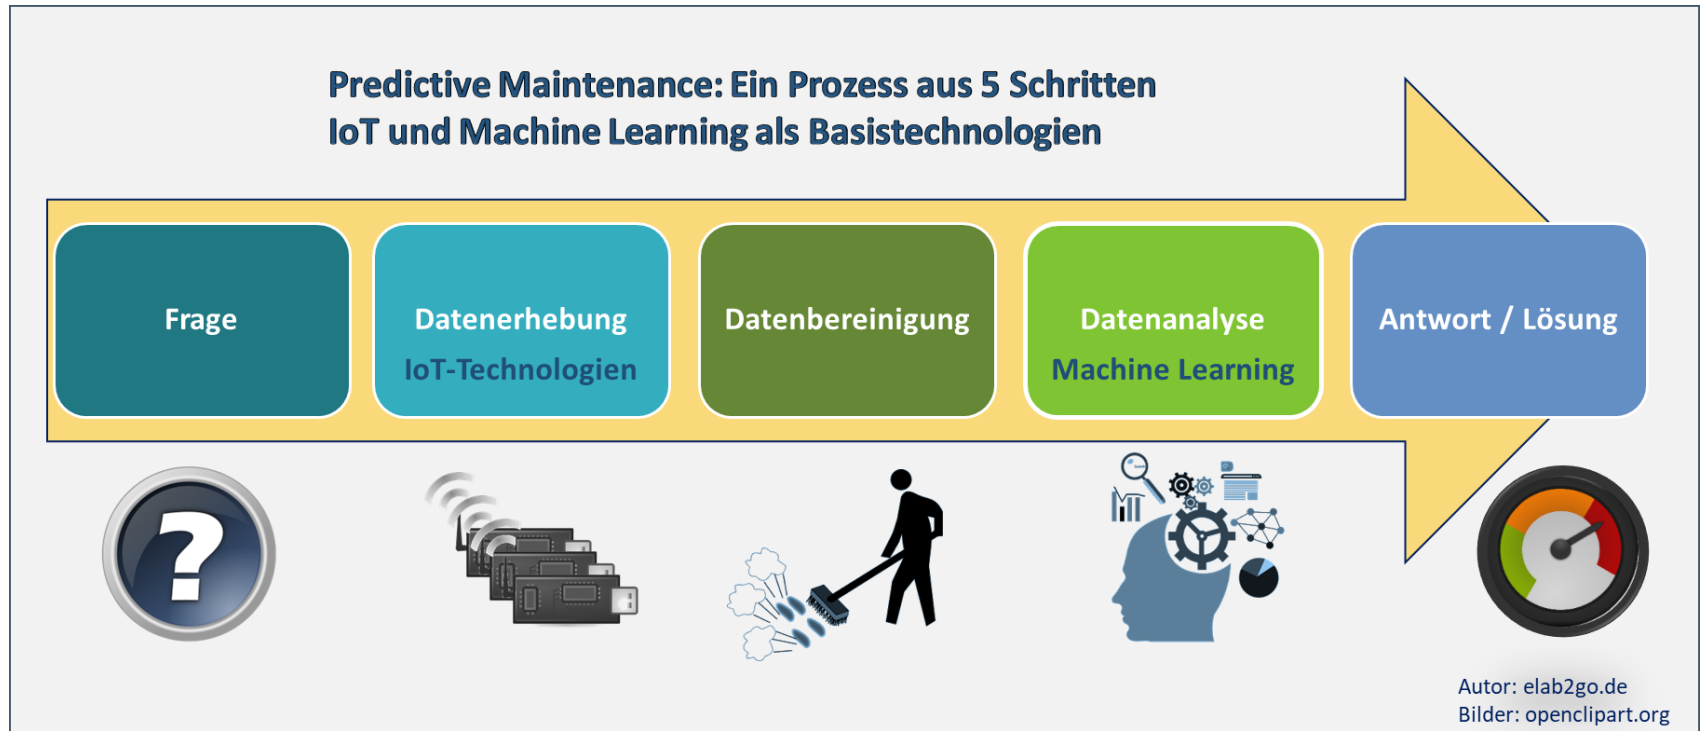 Predictive Maintenance: Ein Prozess aus 5 Schritten
IoT und Machine Learning als Basistechnologien
Frage
Datenerhebung
IoT-Technologien
Datenbereinigung
Datenanalyse
Machine Learning
Antwort / Lösung
?
Autor: elab2go.de
Bilder: openclipart.org